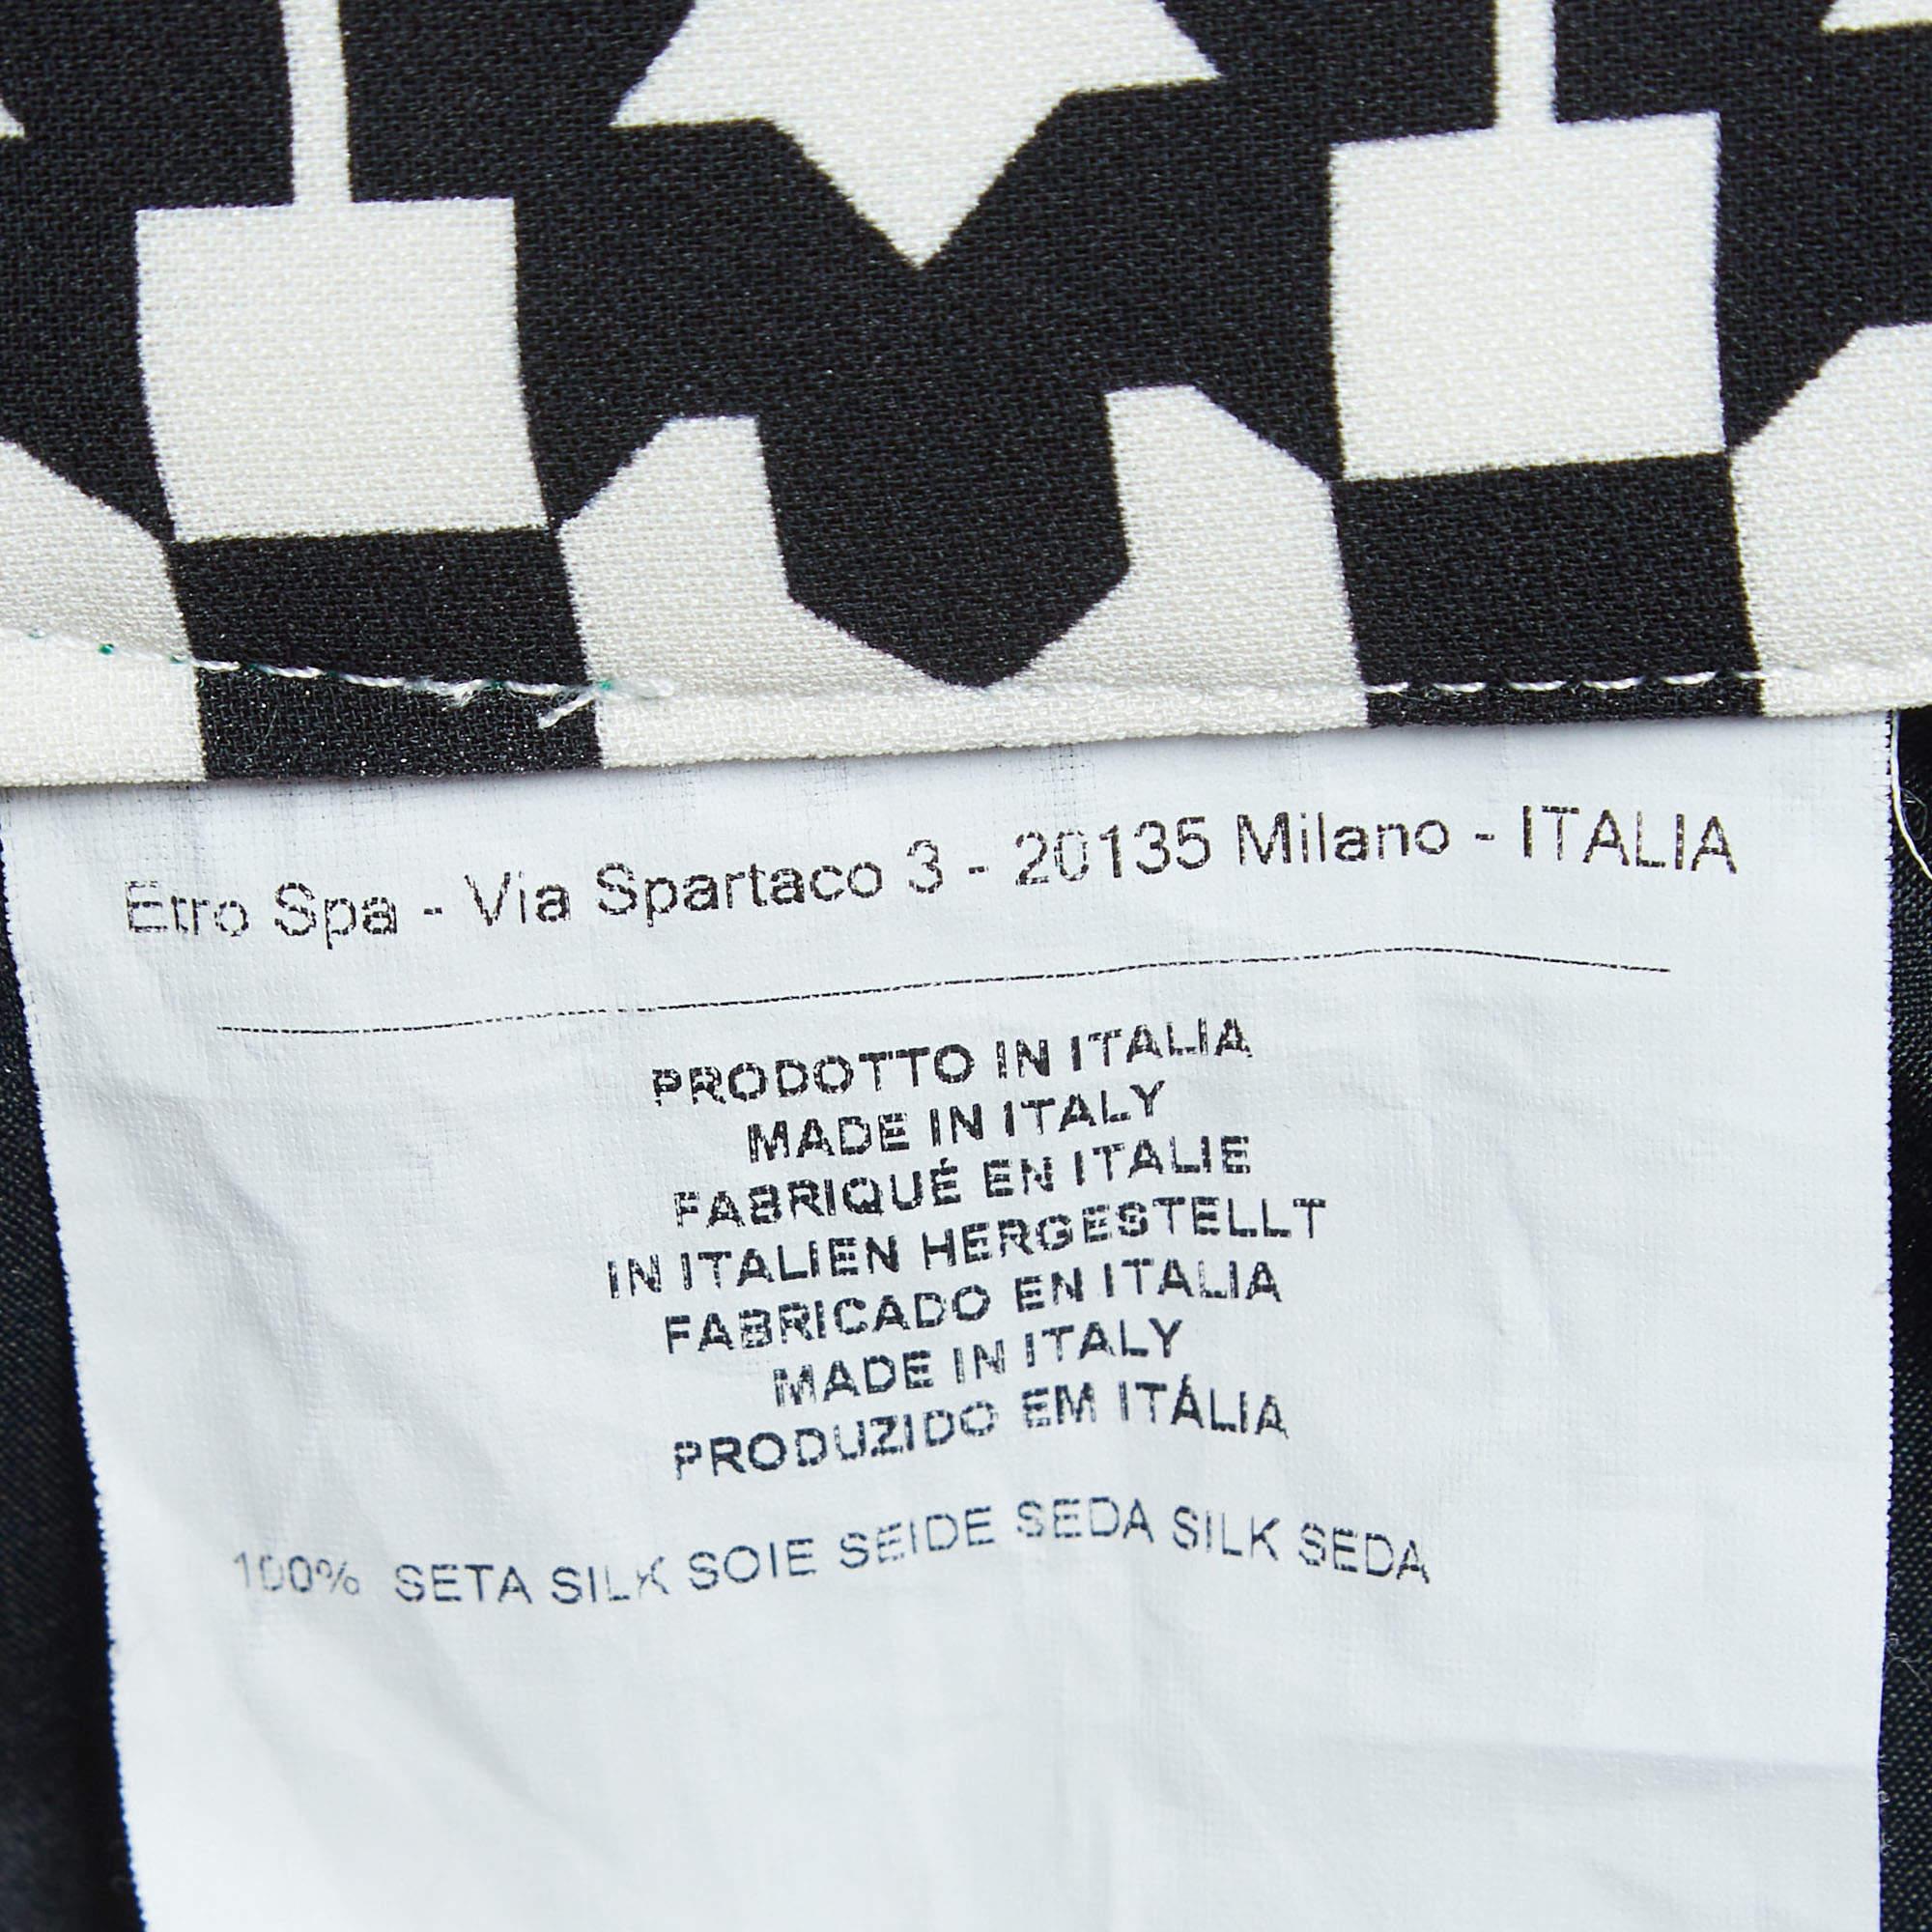 Etro Spa - Via Spartaco 3 - 20135 Milano - ITALIA
PRODOTTO IN ITALIA
MADE IN ITALY
FABRIQUÉ EN ITALIE
IN ITALIEN HERGESTELLT
FABRICADO EN ITALIA
MADE IN ITALY
PRODUZIDO EM ITÁLIA
100% SETA SILK SOIE SEIDE SEDA SILK SEDA